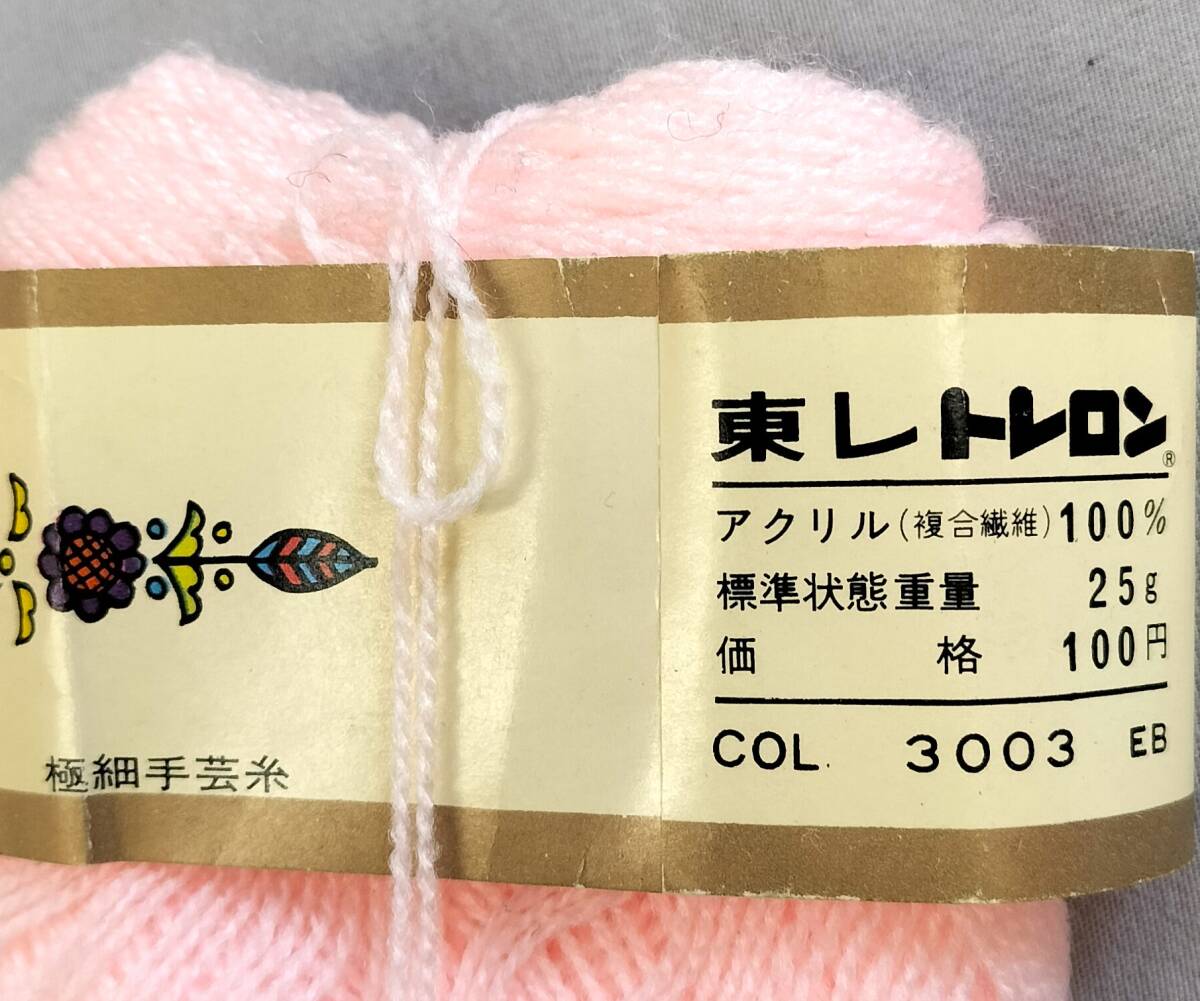 東レトレロン®
アクリル(複合繊維)100%
標準状態重量 25g
価格 100円
COL. 3003 EB
極細手芸糸